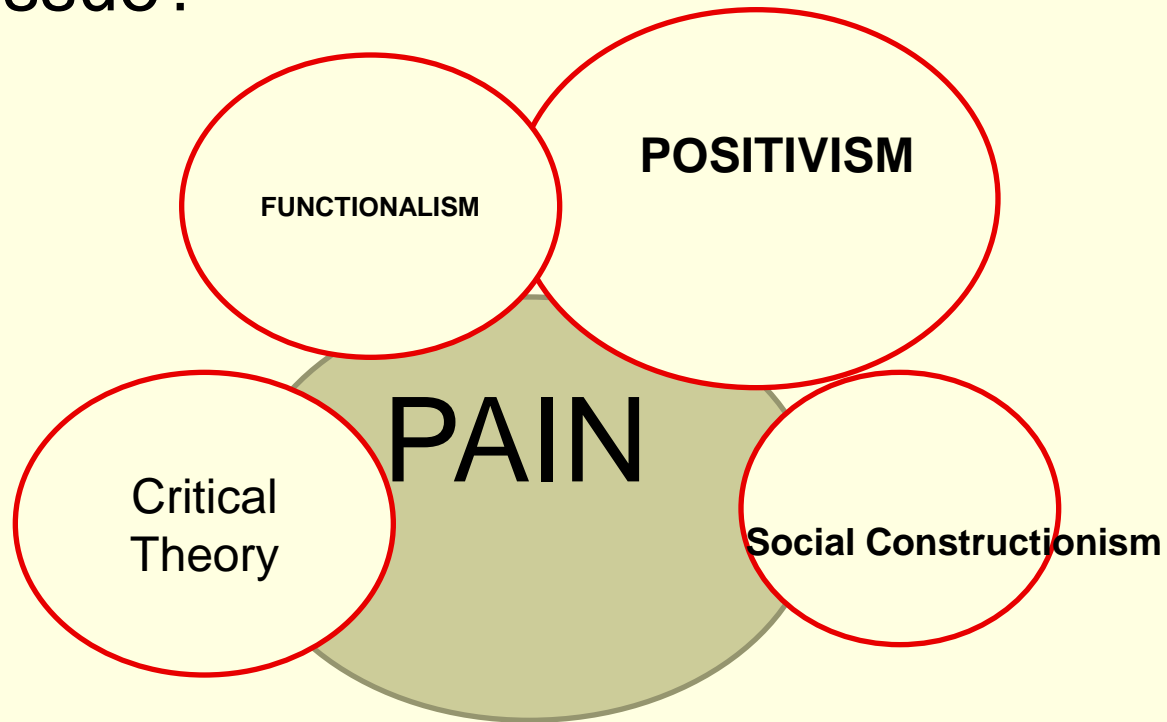 POSITIVISM
FUNCTIONALISM
PAIN
Critical
Theory
Social Constructionism